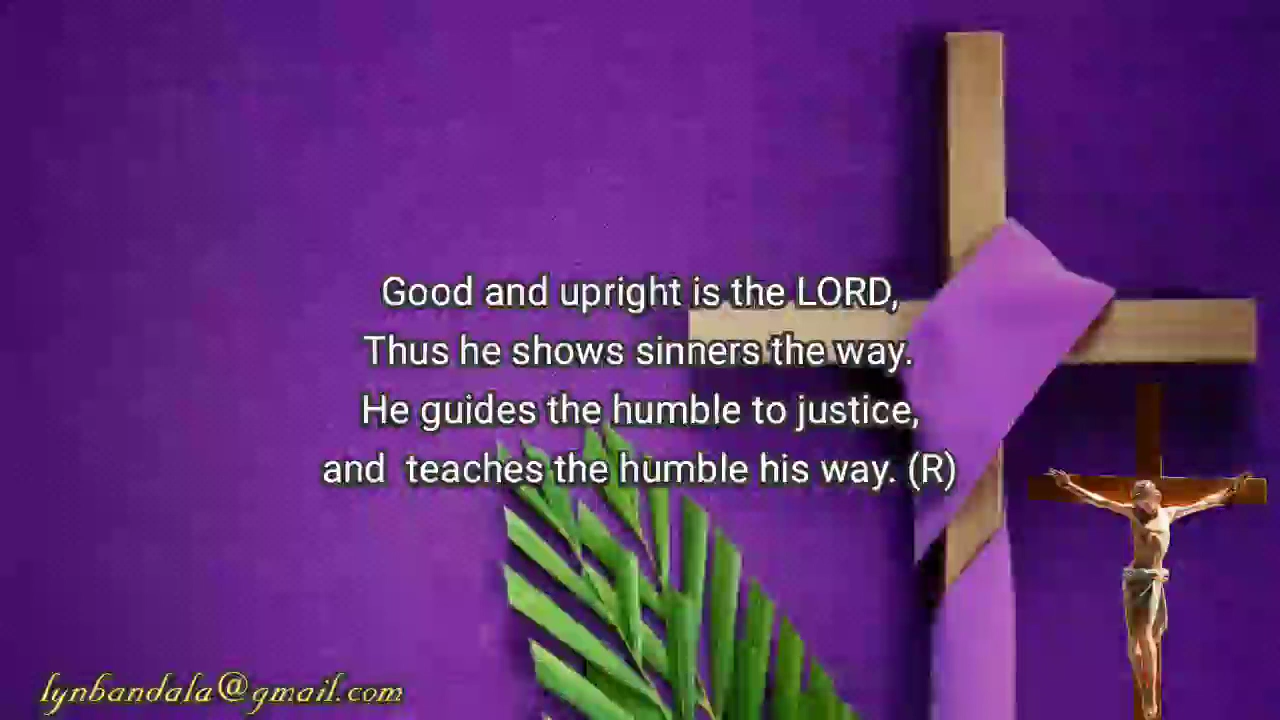 Good and upright is the LORD,
Thus he shows sinners the way.
He guides the humble to justice,
and  teaches the humble his way. (R)
lynbandala@gmail.com